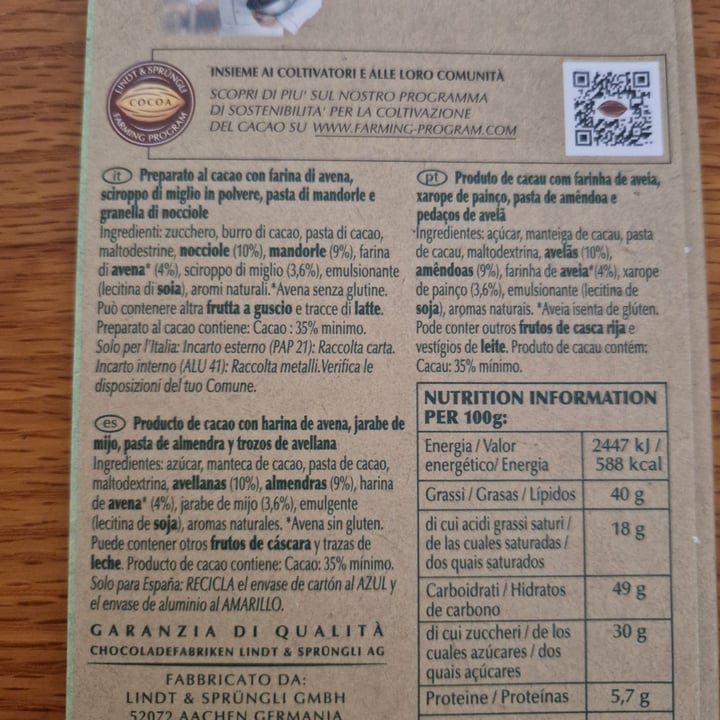 LINDT & SPRÜNGLI
COCOA
FARMING PROGRAM
INSIEME AI COLTIVATORI E ALLE LORO COMUNITÀ
SCOPRI DI PIU' SUL NOSTRO PROGRAMMA
DI SOSTENIBILITA' PER LA COLTIVAZIONE
DEL CACAO SU WWW.FARMING-PROGRAM.COM
it Preparato al cacao con farina di avena,
sciroppo di miglio in polvere, pasta di mandorle e
granella di nocciole
Ingredienti: zucchero, burro di cacao, pasta di cacao,
maltodestrine, nocciole (10%), mandorle (9%), farina
di avena* (4%), sciroppo di miglio (3,6%), emulsionante
(lecitina di soia), aromi naturali.*Avena senza glutine.
Può contenere altra frutta a guscio e tracce di latte.
Preparato al cacao contiene: Cacao : 35% minimo.
Solo per l'Italia: Incarto esterno (PAP 21): Raccolta carta.
Incarto interno (ALU 41): Raccolta metalli.Verifica le
disposizioni del tuo Comune.
es Producto de cacao con harina de avena, jarabe de
mijo, pasta de almendra y trozos de avellana
Ingredientes: azúcar, manteca de cacao, pasta de cacao,
maltodextrina, avellanas (10%), almendras (9%), harina
de avena* (4%), jarabe de mijo (3,6%), emulgente
(lecitina de soja), aromas naturales. *Avena sin gluten.
Puede contener otros frutos de cáscara y trazas de
leche. Producto de cacao contiene: Cacao: 35% mínimo.
Solo para España: RECICLA el envase de cartón al AZUL y
el envase de aluminio al AMARILLO.
GARANZIA DI QUALITÀ
CHOCOLADEFABRIKEN LINDT & SPRÜNGLI AG
FABBRICATO DA:
LINDT & SPRÜNGLI GMBH
52072 AACHEN GERMANIA
pt Produto de cacau com farinha de aveia,
xarope de painço, pasta de amêndoa e
pedaços de avelã
Ingredientes: açúcar, manteiga de cacau, pasta
de cacau, maltodextrina, avelãs (10%),
amêndoas (9%), farinha de aveia*(4%), xarope
de painço (3,6%), emulsionante (lecitina de
soja), aromas naturais. *Aveia isenta de glúten.
Pode conter outros frutos de casca rija e
vestígios de leite. Produto de cacau contém:
Cacau: 35% mínimo.
NUTRITION INFORMATION
PER 100g:
Energia / Valor 2447 kJ /
energético/ Energia 588 kcal
Grassi / Grasas / Lípidos 40 g
di cui acidi grassi saturi / 18 g
de las cuales saturadas /
dos quais saturados
Carboidrati / Hidratos 49 g
de carbono
di cui zuccheri / de los 30 g
cuales azúcares / dos
quais açúcares
Proteine / Proteínas 5,7 g